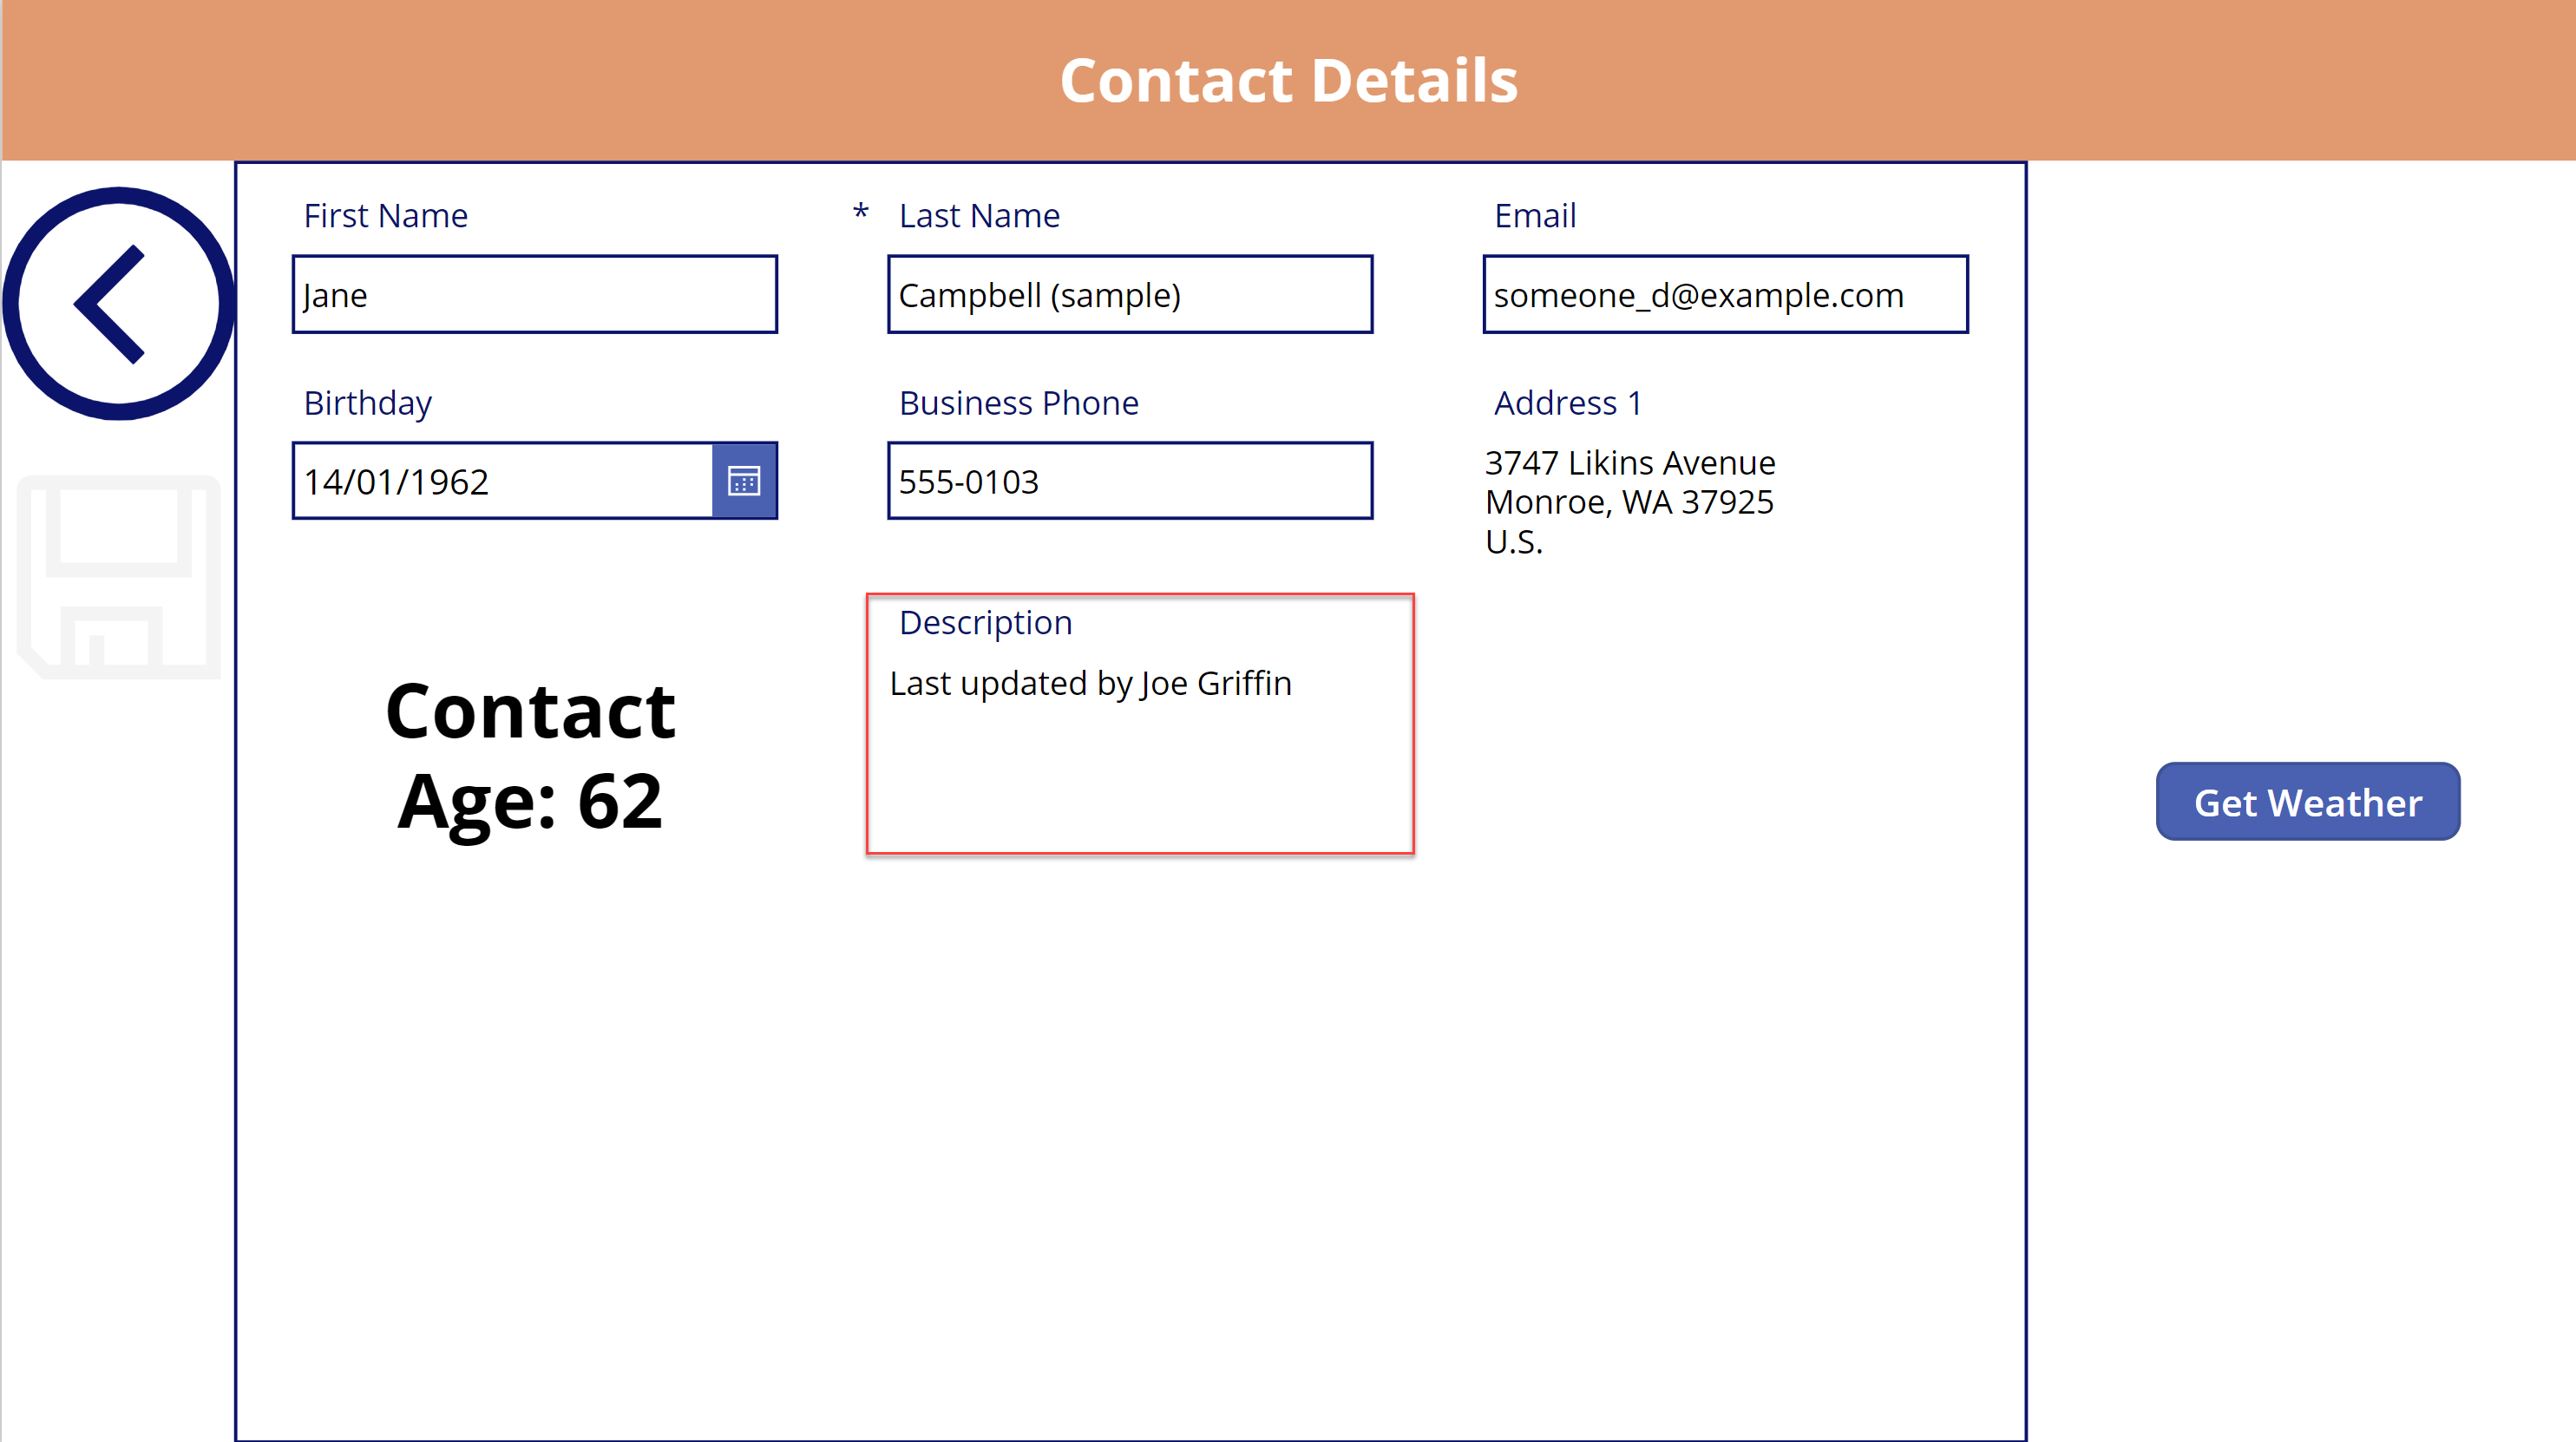 Contact Details
First Name
* Last Name
Email
Jane
Campbell (sample)
someone_d@example.com
Birthday
Business Phone
Address 1
14/01/1962
555-0103
3747 Likins Avenue
Monroe, WA 37925
U.S.
Description
Last updated by Joe Griffin
Contact
Age: 62
Get Weather